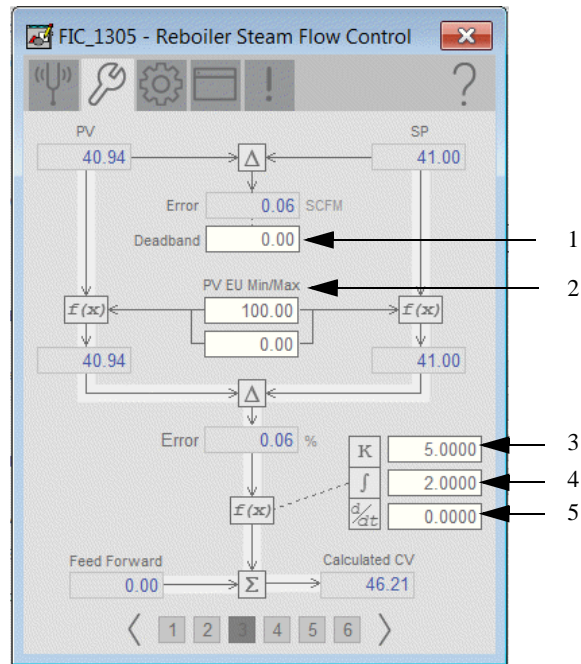 FIC_1305 - Reboiler Steam Flow Control
PV
SP
40.94
Δ
41.00
Error
0.06
SCFM
Deadband
0.00
1
PV EU Min/Max
2
f(x)
100.00
f(x)
0.00
40.94
41.00
Δ
Error
0.06
%
K
5.0000
3
∫
2.0000
4
d/dt
0.0000
5
f(x)
Feed Forward
Calculated CV
0.00
Σ
46.21
1 2 3 4 5 6